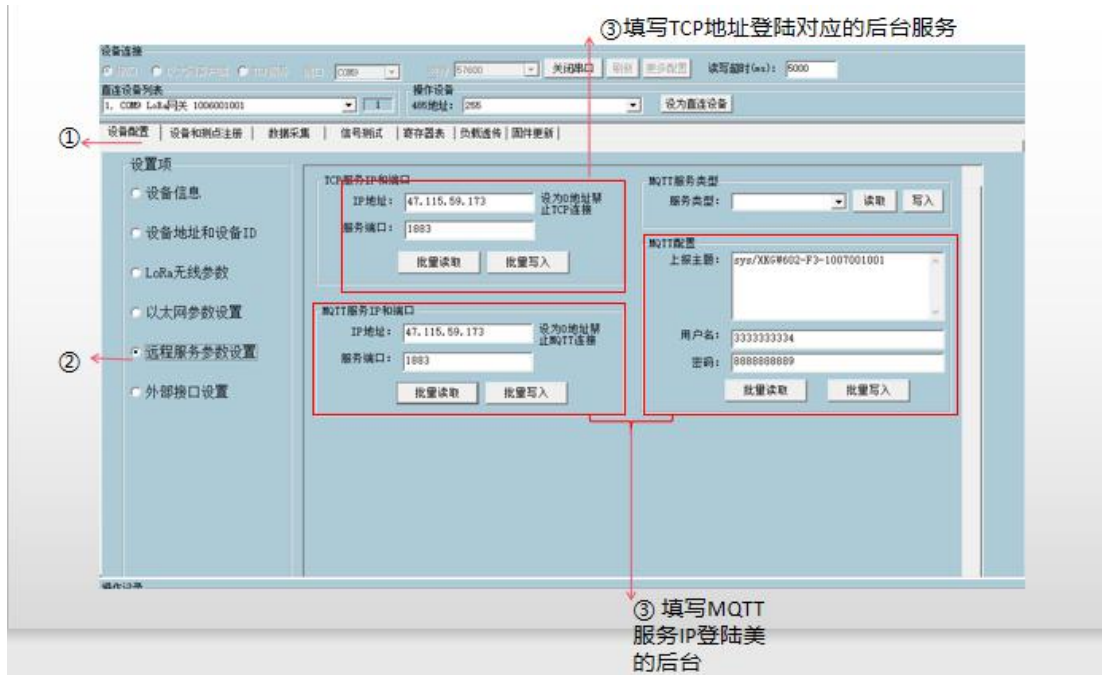 ③填写TCP地址登陆对应的后台服务
设备连接
COM9 57600 关闭串口 刷新 更多配置 读写超时(ms): 5000
直连设备列表 操作设备
1, COM9 LoRa网关 1006001001 1 485地址: 255 设为直连设备
① 设备配置 设备和测点注册 数据采集 信号测试 寄存器表 负载透传 固件更新
设置项
设备信息
设备地址和设备ID
LoRa无线参数
以太网参数设置
② 远程服务参数设置
外部接口设置
TCP服务IP和端口
IP地址: 47.115.59.173 设为0地址禁
止TCP连接
服务端口: 1883
批量读取 批量写入
MQTT服务IP和端口
IP地址: 47.115.59.173 设为0地址禁
止MQTT连接
服务端口: 1883
批量读取 批量写入
MQTT服务类型
服务类型: 读取 写入
MQTT配置
上报主题: sys/XKGW602-F3-1007001001
用户名: 3333333334
密码: 8888888889
批量读取 批量写入
操作记录
③ 填写MQTT
服务IP登陆美
的后台